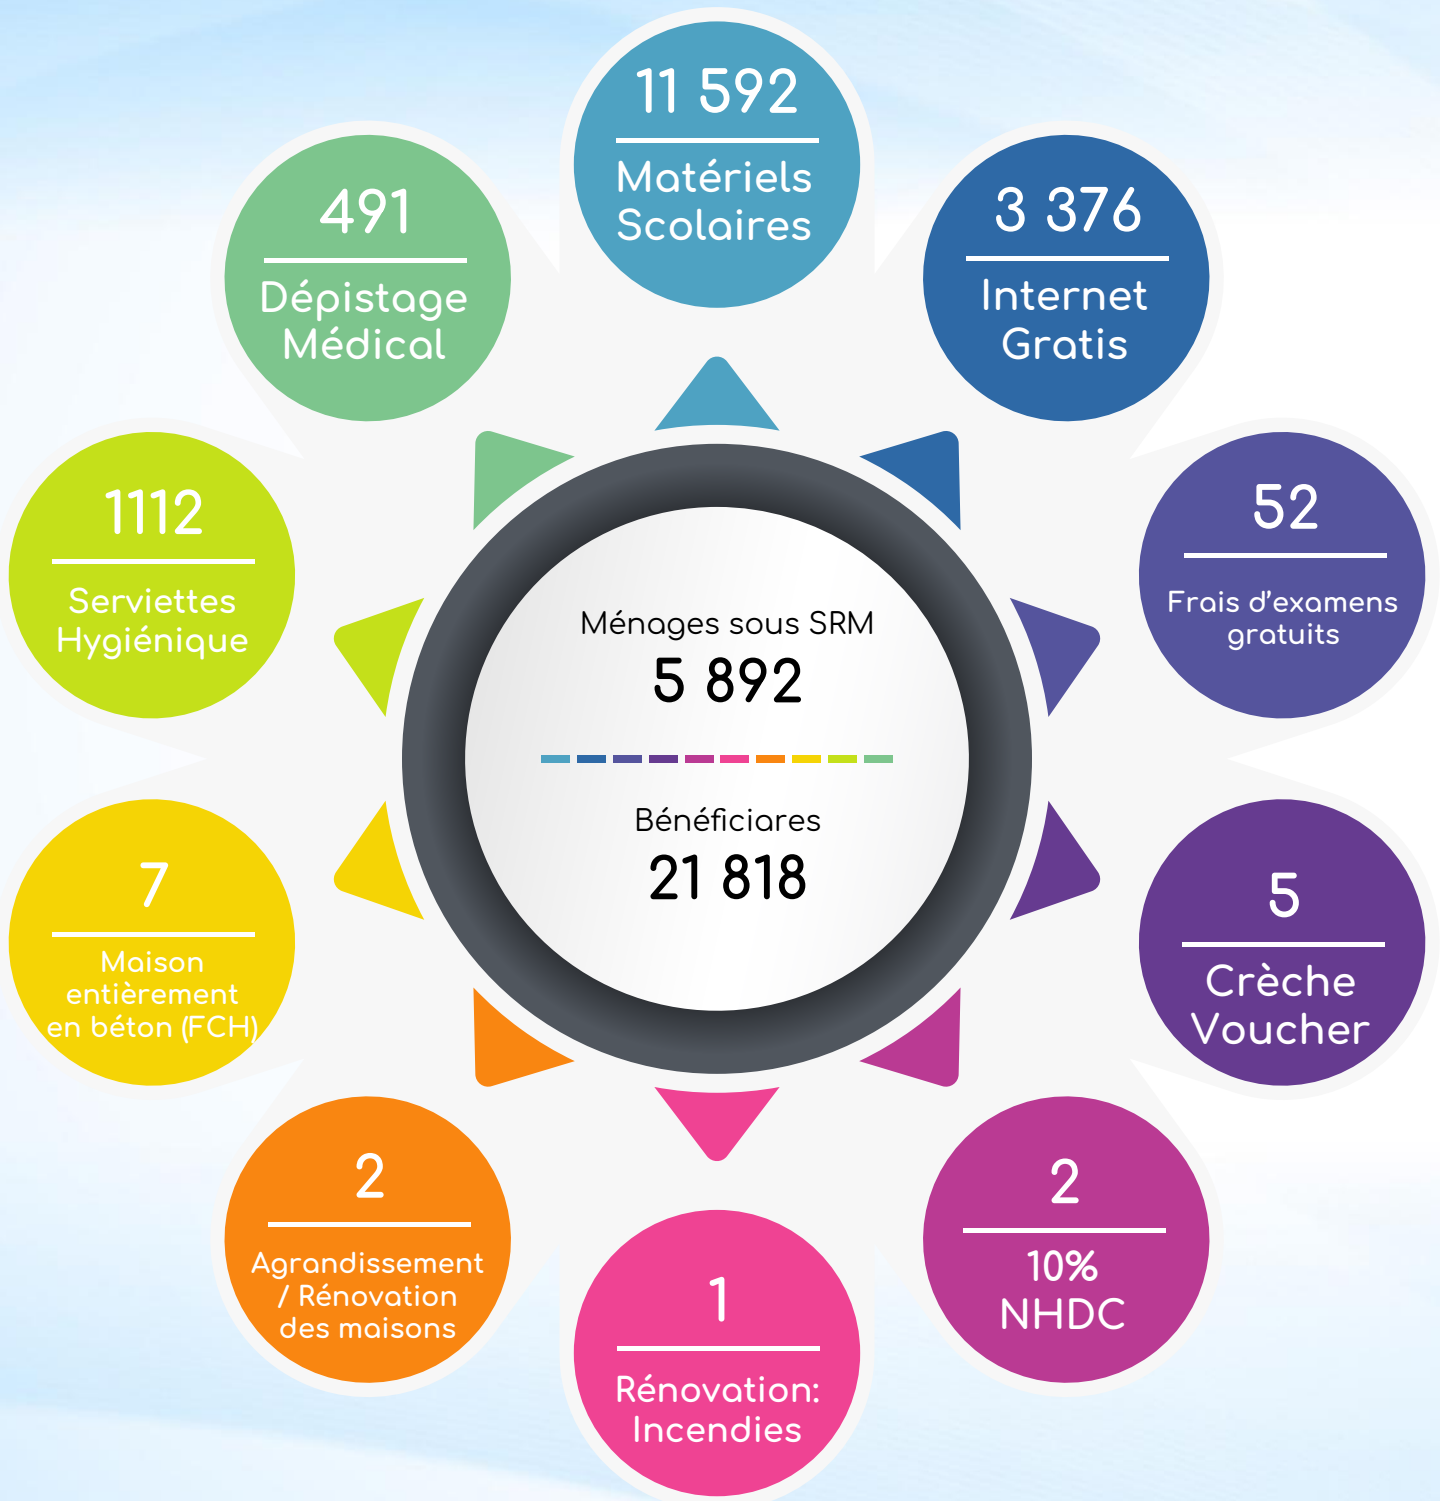 11 592
Matériels
Scolaires
3 376
Internet
Gratis
52
Frais d’examens
gratuits
5
Crèche
Voucher
2
10%
NHDC
1
Rénovation:
Incendies
2
Agrandissement
/ Rénovation
des maisons
7
Maison
entièrement
en béton (FCH)
1112
Serviettes
Hygiénique
491
Dépistage
Médical
Ménages sous SRM
5 892
Bénéficiares
21 818